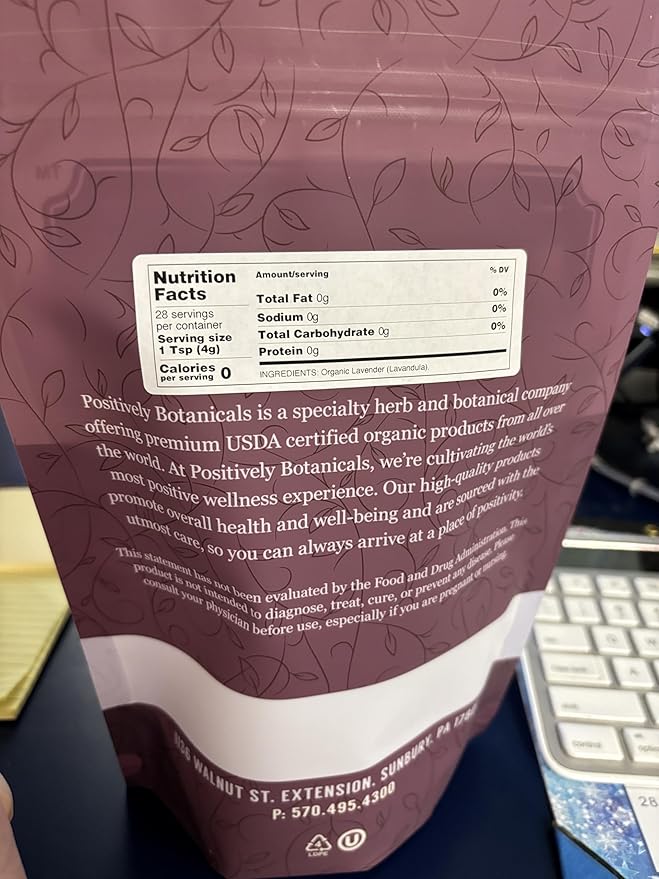 Nutrition Facts
28 servings per container
Serving size
1 Tsp (4g)
Calories 0
per serving
Amount/serving % DV
Total Fat 0g 0%
Sodium 0g 0%
Total Carbohydrate 0g 0%
Protein 0g
INGREDIENTS: Organic Lavender (Lavandula).
Positively Botanicals is a specialty herb and botanical company
offering premium USDA certified organic products from all over
the world. At Positively Botanicals, we're cultivating the world's
most positive wellness experience. Our high-quality products
promote overall health and well-being and are sourced with the
utmost care, so you can always arrive at a place of positivity.
This statement has not been evaluated by the Food and Drug Administration. This
product is not intended to diagnose, treat, cure, or prevent any disease. Please
consult your physician before use, especially if you are pregnant or nursing.
WALNUT ST. EXTENSION. SUNBURY, PA
P: 570.495.4300
4
LDPE
U
TM
control
option
28